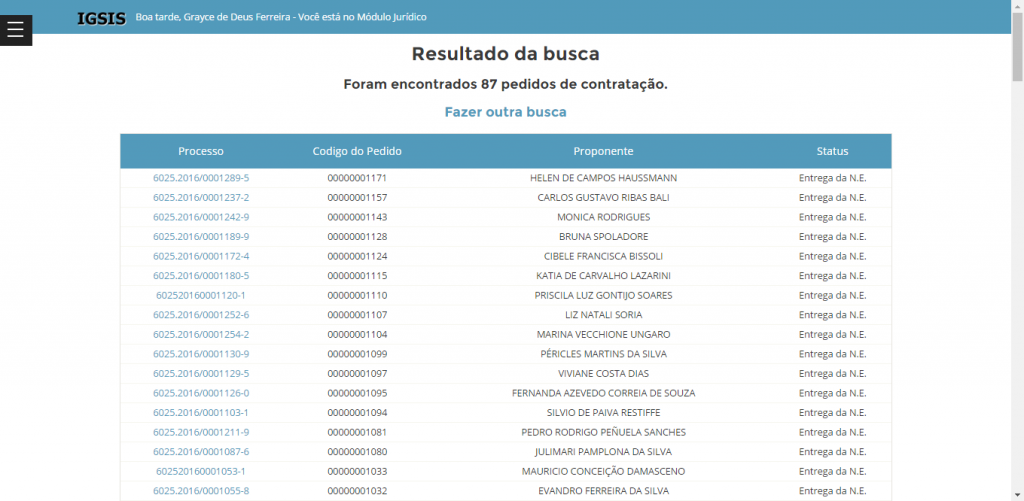 IGSIS Boa tarde, Grayce de Deus Ferreira - Você está no Módulo Jurídico
Resultado da busca
Foram encontrados 87 pedidos de contratação.
Fazer outra busca
Processo Codigo do Pedido Proponente Status
6025.2016/0001289-5 00000001171 HELEN DE CAMPOS HAUSSMANN Entrega da N.E.
6025.2016/0001237-2 00000001157 CARLOS GUSTAVO RIBAS BALI Entrega da N.E.
6025.2016/0001242-9 00000001143 MONICA RODRIGUES Entrega da N.E.
6025.2016/0001189-9 00000001128 BRUNA SPOLADORE Entrega da N.E.
6025.2016/0001172-4 00000001124 CIBELE FRANCISCA BISSOLI Entrega da N.E.
6025.2016/0001180-5 00000001115 KATIA DE CARVALHO LAZARINI Entrega da N.E.
602520160001120-1 00000001110 PRISCILA LUZ GONTIJO SOARES Entrega da N.E.
6025.2016/0001252-6 00000001107 LIZ NATALI SORIA Entrega da N.E.
6025.2016/0001254-2 00000001104 MARINA VECCHIONE UNGARO Entrega da N.E.
6025.2016/0001130-9 00000001099 PÉRICLES MARTINS DA SILVA Entrega da N.E.
6025.2016/0001129-5 00000001097 VIVIANE COSTA DIAS Entrega da N.E.
6025.2016/0001126-0 00000001095 FERNANDA AZEVEDO CORREIA DE SOUZA Entrega da N.E.
6025.2016/0001103-1 00000001094 SILVIO DE PAIVA RESTIFFE Entrega da N.E.
6025.2016/0001211-9 00000001081 PEDRO RODRIGO PEÑUELA SANCHES Entrega da N.E.
6025.2016/0001087-6 00000001080 JULIMARI PAMPLONA DA SILVA Entrega da N.E.
602520160001053-1 00000001033 MAURICIO CONCEIÇÃO DAMASCENO Entrega da N.E.
6025.2016/0001055-8 00000001032 EVANDRO FERREIRA DA SILVA Entrega da N.E.